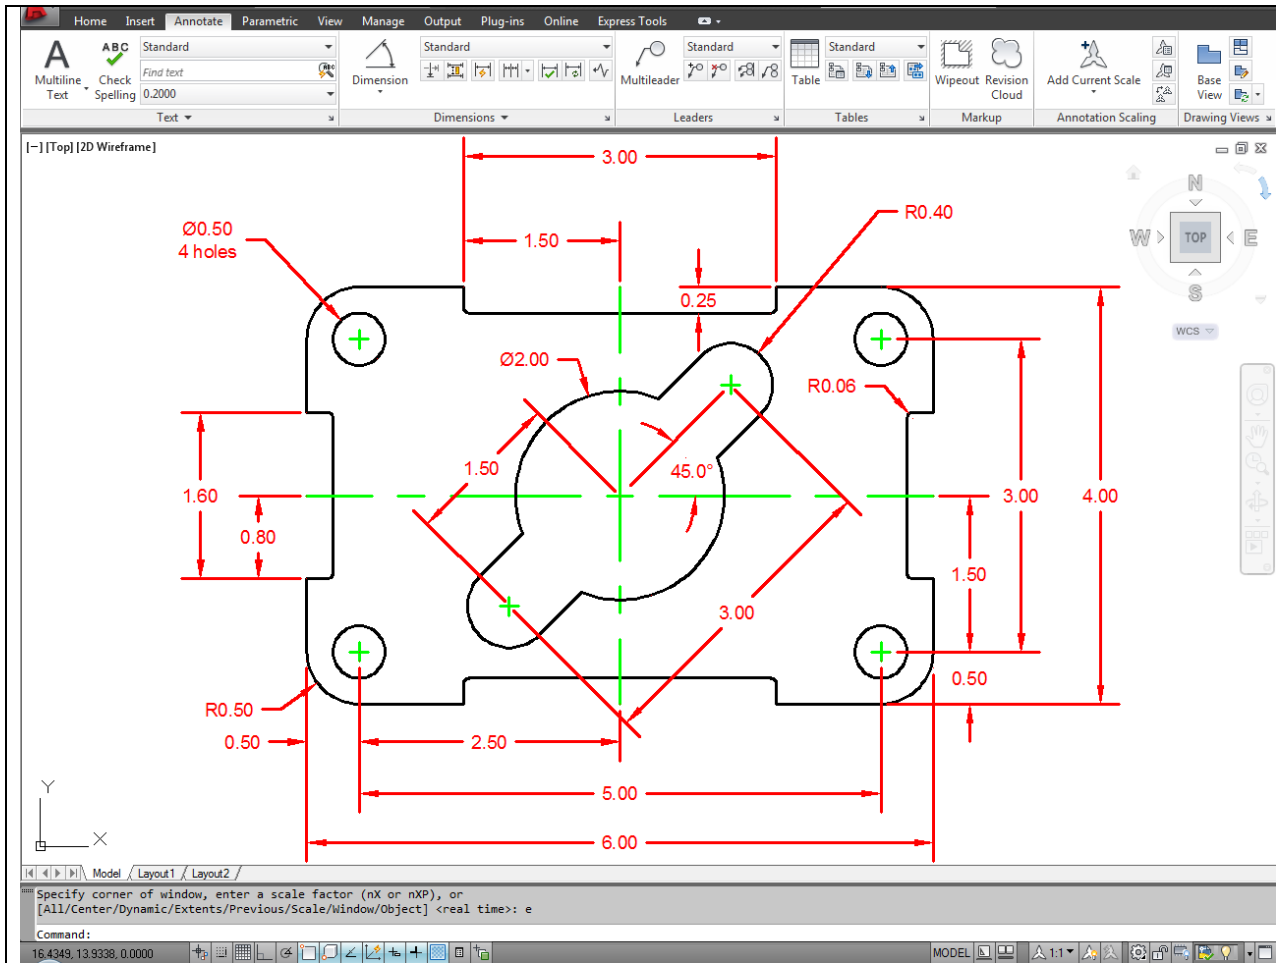 Home Insert Annotate Parametric View Manage Output Plug-ins Online Express Tools
A ABC Standard Standard Standard Standard
Find text
Multiline Text Check Spelling 0.2000 Dimension Multileader Table Wipeout Revision Cloud Add Current Scale Base View
Text Dimensions Leaders Tables Markup Annotation Scaling Drawing Views
[−] [Top] [2D Wireframe]
3.00
N
Ø0.50
4 holes
R0.40
1.50
W TOP E
0.25
S
WCS
Ø2.00
R0.06
1.50
45.0°
1.60
3.00
4.00
0.80
1.50
3.00
0.50
R0.50
0.50
2.50
5.00
Y
X
6.00
Model Layout1 Layout2
Specify corner of window, enter a scale factor (nX or nXP), or
[All/Center/Dynamic/Extents/Previous/Scale/Window/Object] <real time>: e
Command:
16.4349, 13.9338, 0.0000 MODEL 1:1